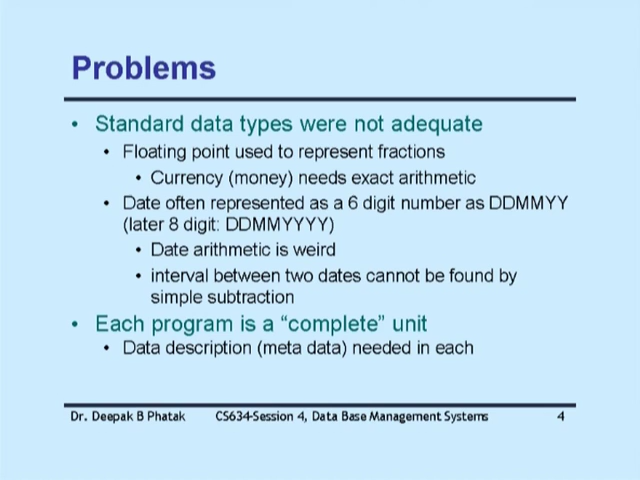 Problems
• Standard data types were not adequate
• Floating point used to represent fractions
• Currency (money) needs exact arithmetic
• Date often represented as a 6 digit number as DDMMYY
(later 8 digit: DDMMYYYY)
• Date arithmetic is weird
• interval between two dates cannot be found by
simple subtraction
• Each program is a “complete” unit
• Data description (meta data) needed in each
Dr. Deepak B Phatak CS634-Session 4, Data Base Management Systems 4